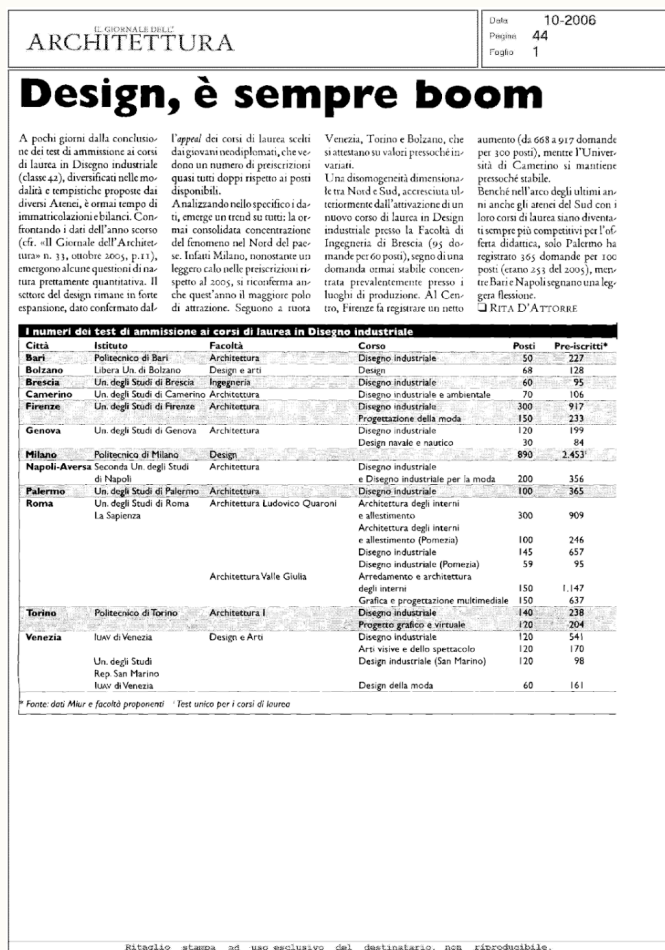 IL GIORNALE DELL'
ARCHITETTURA
Data 10-2006
Pagina 44
Foglio 1
Design, è sempre boom
A pochi giorni dalla conclusio-
ne dei test di ammissione ai corsi
di laurea in Disegno industriale
(classe 42), diversificati nelle mo-
dalità e tempistiche proposte dai
diversi Atenei, è ormai tempo di
immatricolazioni e bilanci. Con-
frontando i dati dell'anno scorso
(cfr. «Il Giornale dell'Architet-
tura» n. 33, ottobre 2005, p.11),
emergono alcune questioni di na-
tura prettamente quantitativa. Il
settore del design rimane in forte
espansione, dato confermato dal-
l'appeal dei corsi di laurea scelti
dai giovani neodiplomati, che ve-
dono un numero di preiscrizioni
quasi tutti doppi rispetto ai posti
disponibili.
Analizzando nello specifico i da-
ti, emerge un trend su tutti: la or-
mai consolidata concentrazione
del fenomeno nel Nord del pae-
se. Infatti Milano, nonostante un
leggero calo nelle preiscrizioni ri-
spetto al 2005, si riconferma an-
che quest'anno il maggiore polo
di attrazione. Seguono a ruota
Venezia, Torino e Bolzano, che
si attestano su valori pressoché in-
variati.
Una disomogeneità dimensiona-
le tra Nord e Sud, accresciuta ul-
teriormente dall'attivazione di un
nuovo corso di laurea in Design
industriale presso la Facoltà di
Ingegneria di Brescia (95 do-
mande per 60 posti), segno di una
domanda ormai stabile concen-
trata prevalentemente presso i
luoghi di produzione. Al Cen-
tro, Firenze fa registrare un netto
aumento (da 668 a 917 domande
per 300 posti), mentre l'Univer-
sità di Camerino si mantiene
pressoché stabile.
Benché nell'arco degli ultimi an-
ni anche gli atenei del Sud con i
loro corsi di laurea siano diventa-
ti sempre più competitivi per l'of-
ferta didattica, solo Palermo ha
registrato 365 domande per 100
posti (erano 253 del 2005), men-
tre Bari e Napoli segnano una leg-
gera flessione.
❑ RITA D'ATTORRE
I numeri dei test di ammissione ai corsi di laurea in Disegno industriale
Città Istituto Facoltà Corso Posti Pre-iscritti*
Bari Politecnico di Bari Architettura Disegno industriale 50 227
Bolzano Libera Un. di Bolzano Design e arti Design 68 128
Brescia Un. degli Studi di Brescia Ingegneria Disegno industriale 60 95
Camerino Un. degli Studi di Camerino Architettura Disegno industriale e ambientale 70 106
Firenze Un. degli Studi di Firenze Architettura Disegno industriale 300 917
Progettazione della moda 150 233
Genova Un. degli Studi di Genova Architettura Disegno industriale 120 199
Design navale e nautico 30 84
Milano Politecnico di Milano Design 890 2.453¹
Napoli-Aversa Seconda Un. degli Studi Architettura Disegno industriale
di Napoli e Disegno industriale per la moda 200 356
Palermo Un. degli Studi di Palermo Architettura Disegno industriale 100 365
Roma Un. degli Studi di Roma Architettura Ludovico Quaroni Architettura degli interni
La Sapienza e allestimento 300 909
Architettura degli interni
e allestimento (Pomezia) 100 246
Disegno industriale 145 657
Disegno industriale (Pomezia) 59 95
Architettura Valle Giulia Arredamento e architettura
degli interni 150 1.147
Grafica e progettazione multimediale 150 637
Torino Politecnico di Torino Architettura I Disegno industriale 140 238
Progetto grafico e virtuale 120 204
Venezia IUAV di Venezia Design e Arti Disegno industriale 120 541
Arti visive e dello spettacolo 120 170
Un. degli Studi Design industriale (San Marino) 120 98
Rep. San Marino
IUAV di Venezia Design della moda 60 161
* Fonte: dati Miur e facoltà proponenti ¹ Test unico per i corsi di laurea
Ritaglio stampa ad uso esclusivo del destinatario, non riproducibile.